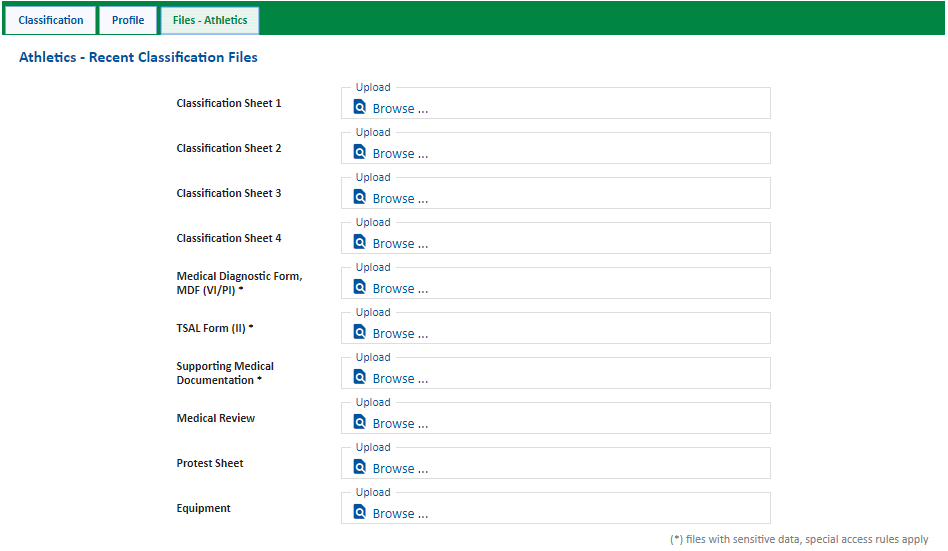 Classification Profile Files - Athletics
Athletics - Recent Classification Files
Upload
Classification Sheet 1 Browse ...
Upload
Classification Sheet 2 Browse ...
Upload
Classification Sheet 3 Browse ...
Upload
Classification Sheet 4 Browse ...
Upload
Medical Diagnostic Form,
MDF (VI/PI) * Browse ...
Upload
TSAL Form (II) * Browse ...
Upload
Supporting Medical
Documentation * Browse ...
Upload
Medical Review Browse ...
Upload
Protest Sheet Browse ...
Upload
Equipment Browse ...
(*) files with sensitive data, special access rules apply